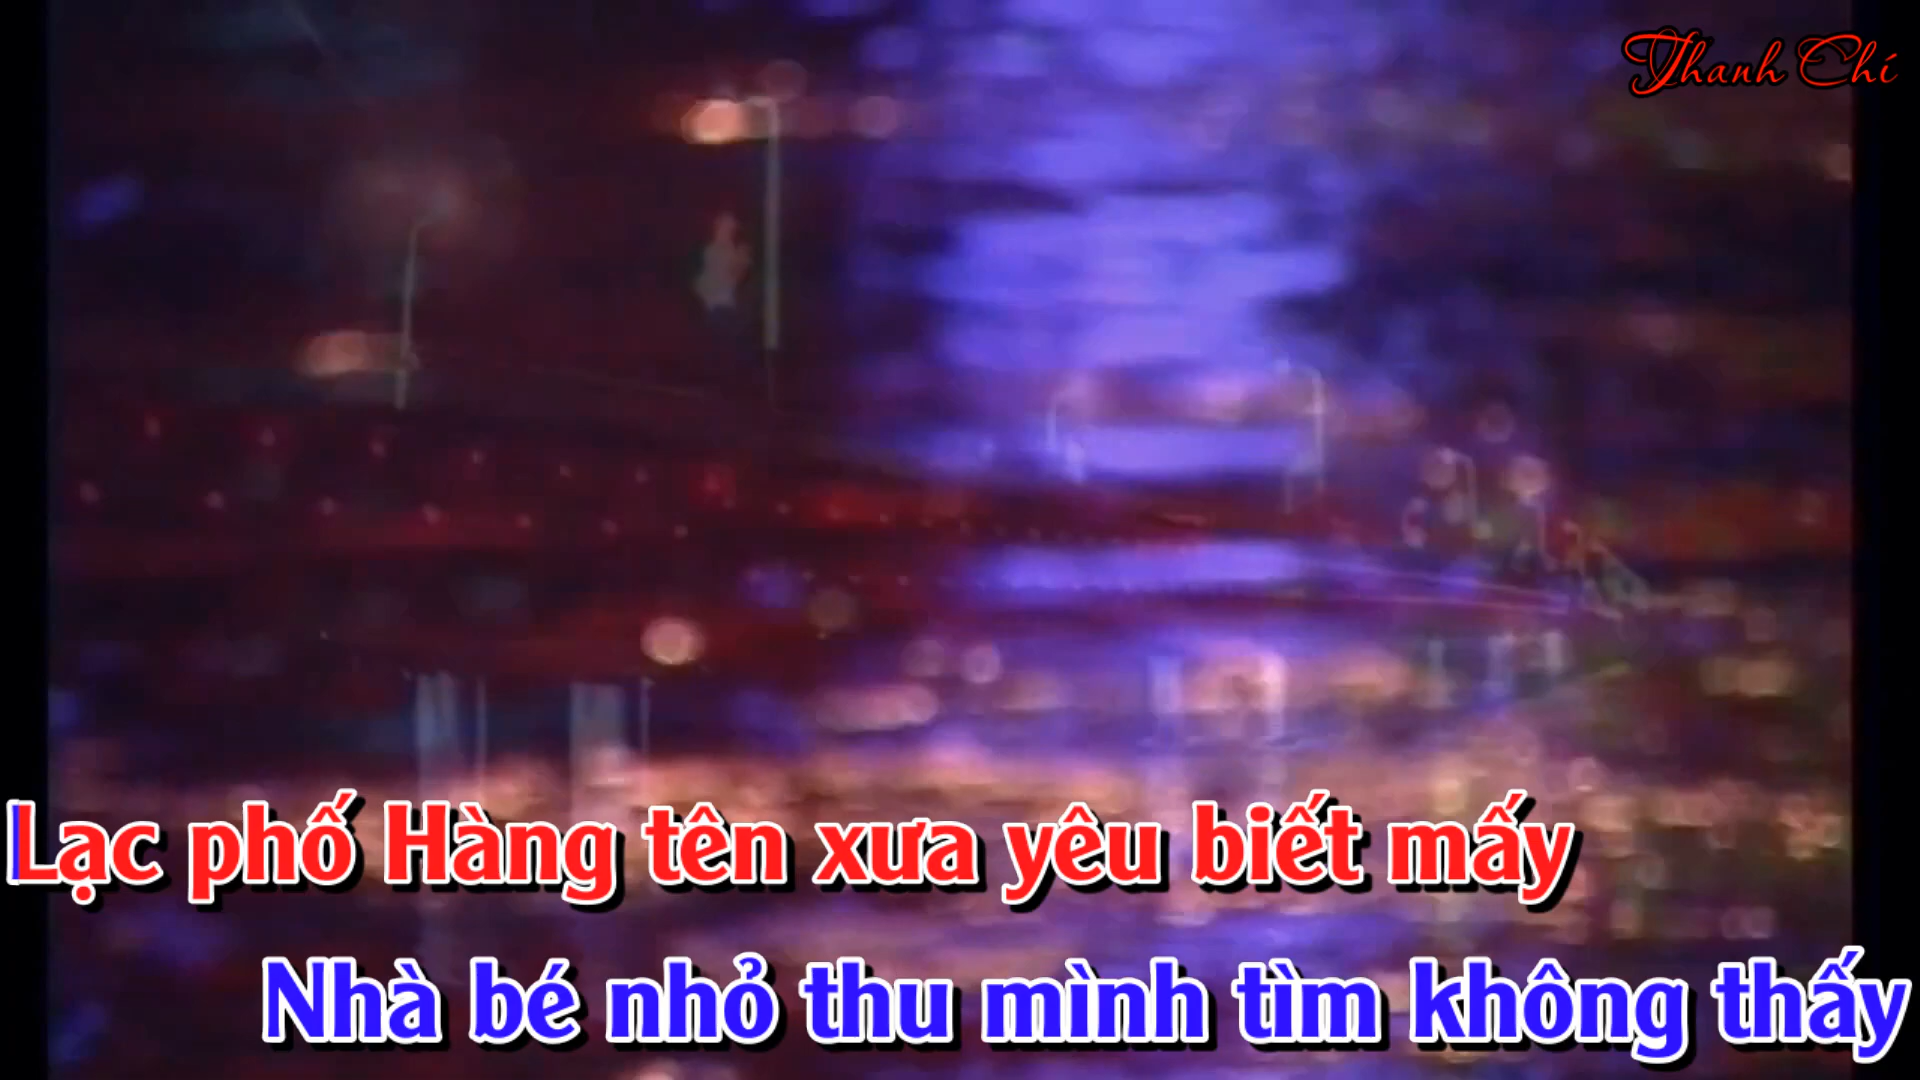 Thanh Chí
Lạc phố Hàng tên xưa yêu biết mấy
Nhà bé nhỏ thu mình tìm không thấy